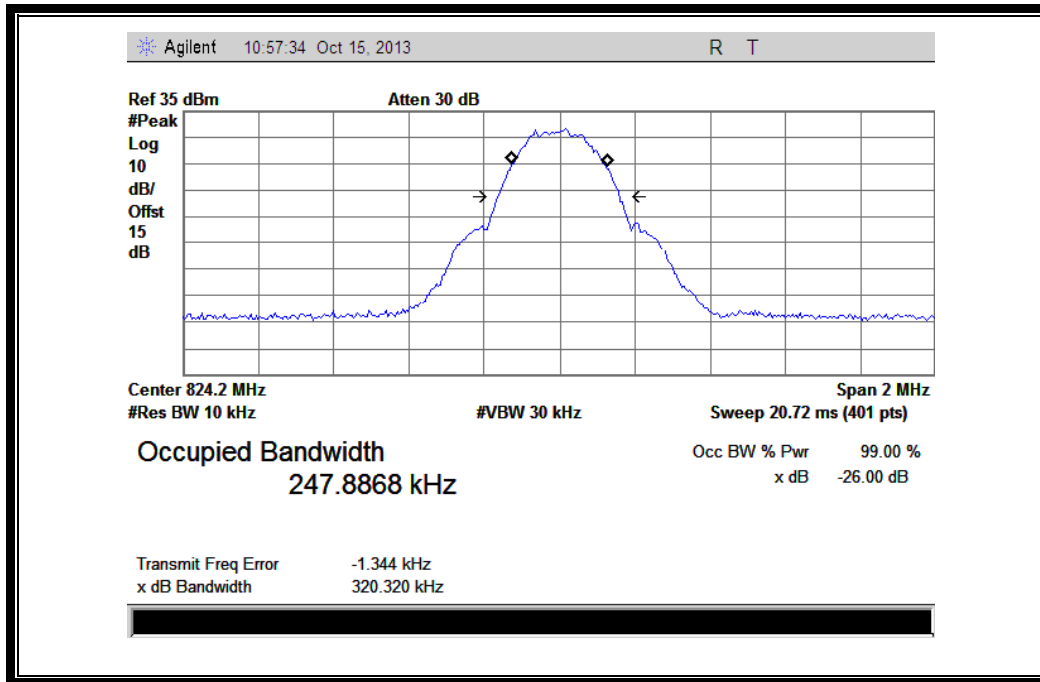 Agilent 10:57:34 Oct 15, 2013 R T
Ref 35 dBm Atten 30 dB
#Peak
Log
10
dB/
Offst
15
dB
Center 824.2 MHz Span 2 MHz
#Res BW 10 kHz #VBW 30 kHz Sweep 20.72 ms (401 pts)
Occupied Bandwidth Occ BW % Pwr 99.00 %
247.8868 kHz x dB -26.00 dB
Transmit Freq Error -1.344 kHz
x dB Bandwidth 320.320 kHz